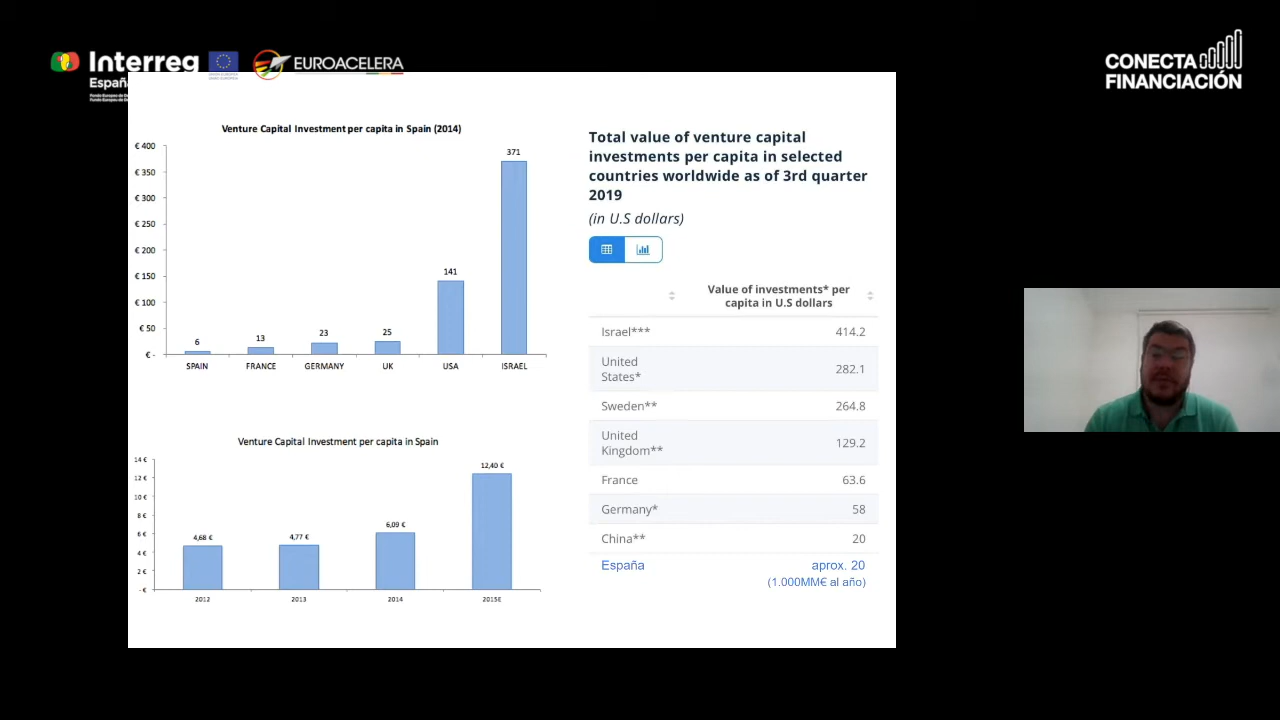 Interreg
España
EUROACELERA
CONECTA
FINANCIACIÓN
Venture Capital Investment per capita in Spain (2014)
€ 400
€ 350
€ 300
€ 250
€ 200
€ 150
€ 100
€ 50
€ -
6
13
23
25
141
371
SPAIN FRANCE GERMANY UK USA ISRAEL
Venture Capital Investment per capita in Spain
14 €
12 €
10 €
8 €
6 €
4 €
2 €
- €
4,68 €
4,77 €
6,09 €
12,40 €
2012 2013 2014 2015E
Total value of venture capital
investments per capita in selected
countries worldwide as of 3rd quarter
2019
(in U.S dollars)
Value of investments* per
capita in U.S dollars
Israel*** 414.2
United
States* 282.1
Sweden** 264.8
United
Kingdom** 129.2
France 63.6
Germany* 58
China** 20
España aprox. 20
(1.000MM€ al año)